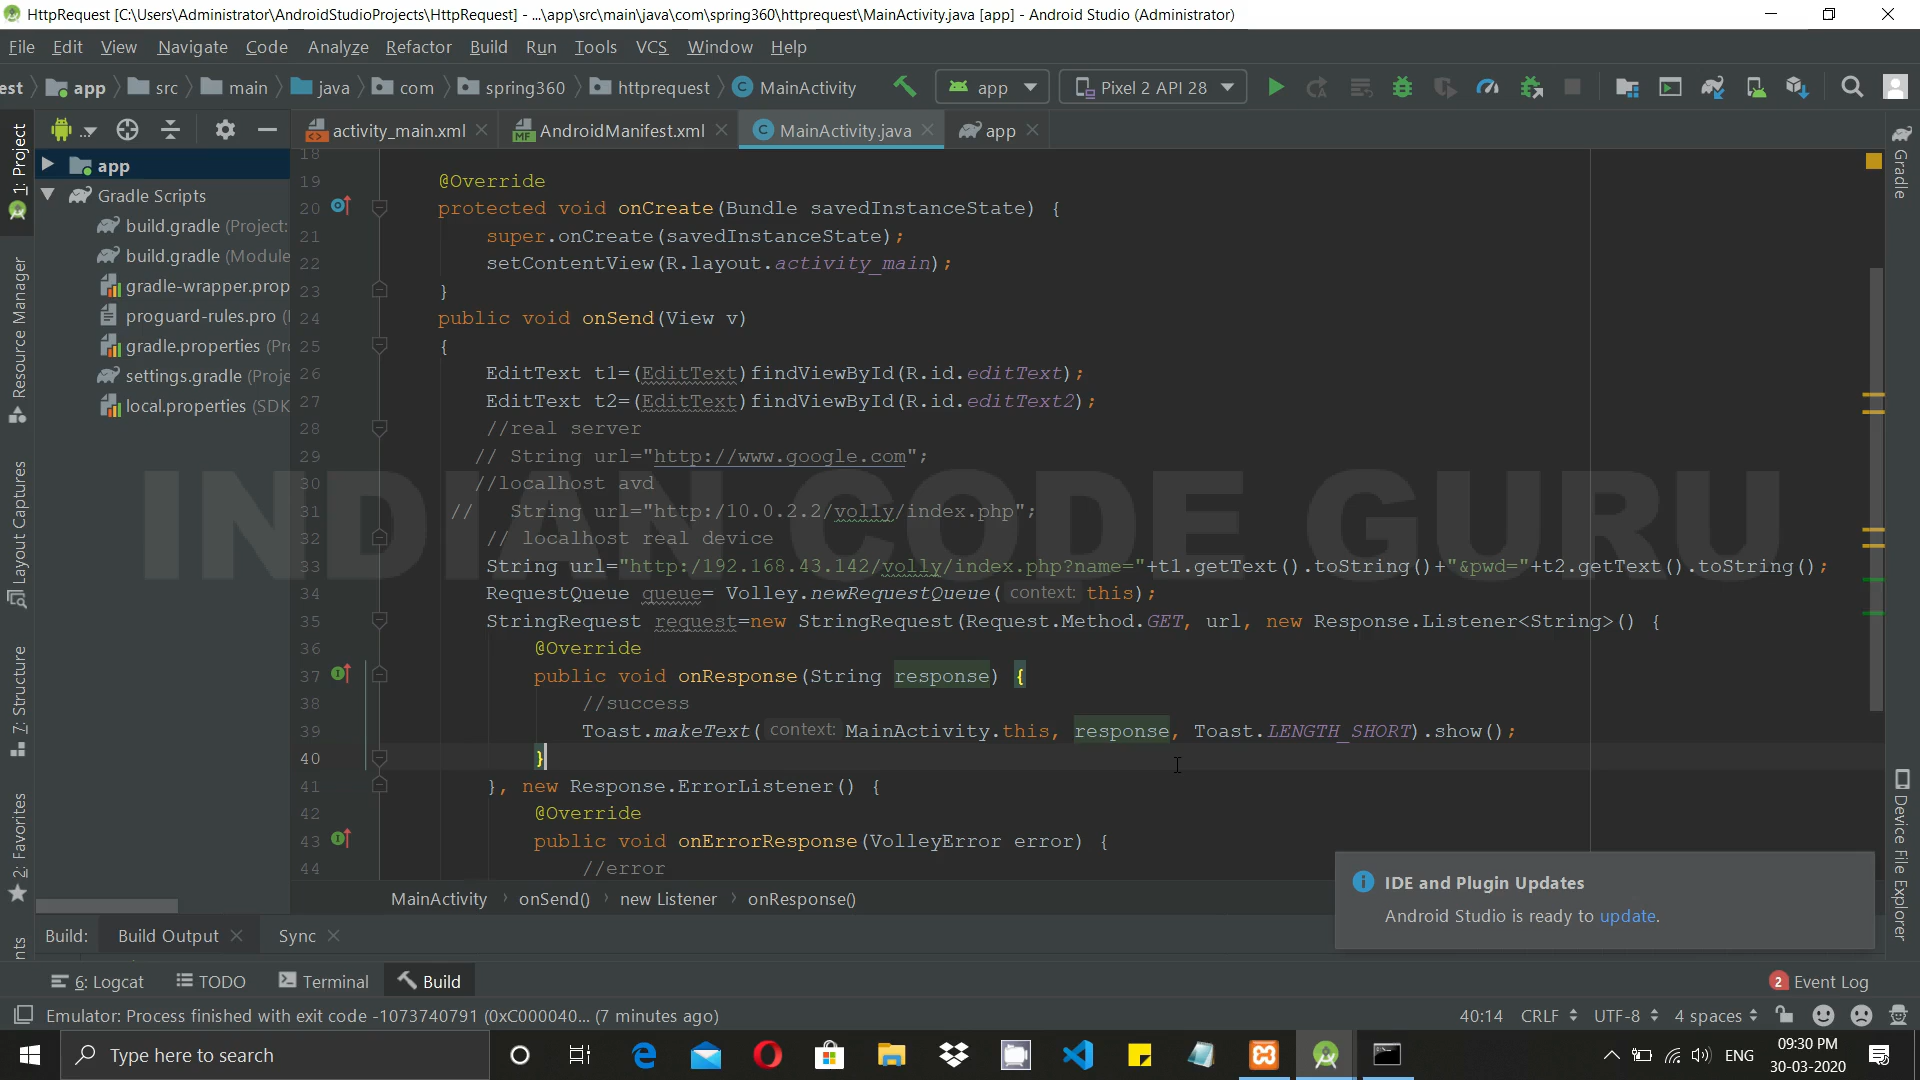 HttpRequest [C:\Users\Administrator\AndroidStudioProjects\HttpRequest] - ...\app\src\main\java\com\spring360\httprequest\MainActivity.java [app] - Android Studio (Administrator)
File Edit View Navigate Code Analyze Refactor Build Run Tools VCS Window Help
est app src main java com spring360 httprequest MainActivity app Pixel 2 API 28
activity_main.xml AndroidManifest.xml MainActivity.java app
1: Project
Resource Manager
Layout Captures
7: Structure
2: Favorites
nts
app
Gradle Scripts
build.gradle (Project:
build.gradle (Module
gradle-wrapper.prop
proguard-rules.pro (
gradle.properties (Pr
settings.gradle (Proje
local.properties (SDK
18
19 @Override
20 protected void onCreate(Bundle savedInstanceState) {
21 super.onCreate(savedInstanceState);
22 setContentView(R.layout.activity_main);
23 }
24 public void onSend(View v)
25 {
26 EditText t1=(EditText)findViewById(R.id.editText);
27 EditText t2=(EditText)findViewById(R.id.editText2);
28 //real server
29 // String url="http://www.google.com";
30 //localhost avd
31 // String url="http:/10.0.2.2/volly/index.php";
32 // localhost real device
33 String url="http:/192.168.43.142/volly/index.php?name="+t1.getText().toString()+"&pwd="+t2.getText().toString();
34 RequestQueue queue= Volley.newRequestQueue( context: this);
35 StringRequest request=new StringRequest(Request.Method.GET, url, new Response.Listener<String>() {
36 @Override
37 public void onResponse(String response) {
38 //success
39 Toast.makeText( context: MainActivity.this, response, Toast.LENGTH_SHORT).show();
40 }
41 }, new Response.ErrorListener() {
42 @Override
43 public void onErrorResponse(VolleyError error) {
44 //error
INDIAN CODE GURU
Gradle
Device File Explorer
MainActivity onSend() new Listener onResponse()
IDE and Plugin Updates
Android Studio is ready to update.
Build: Build Output Sync
6: Logcat TODO Terminal Build 2 Event Log
Emulator: Process finished with exit code -1073740791 (0xC000040... (7 minutes ago) 40:14 CRLF UTF-8 4 spaces
Type here to search ENG 09:30 PM
30-03-2020